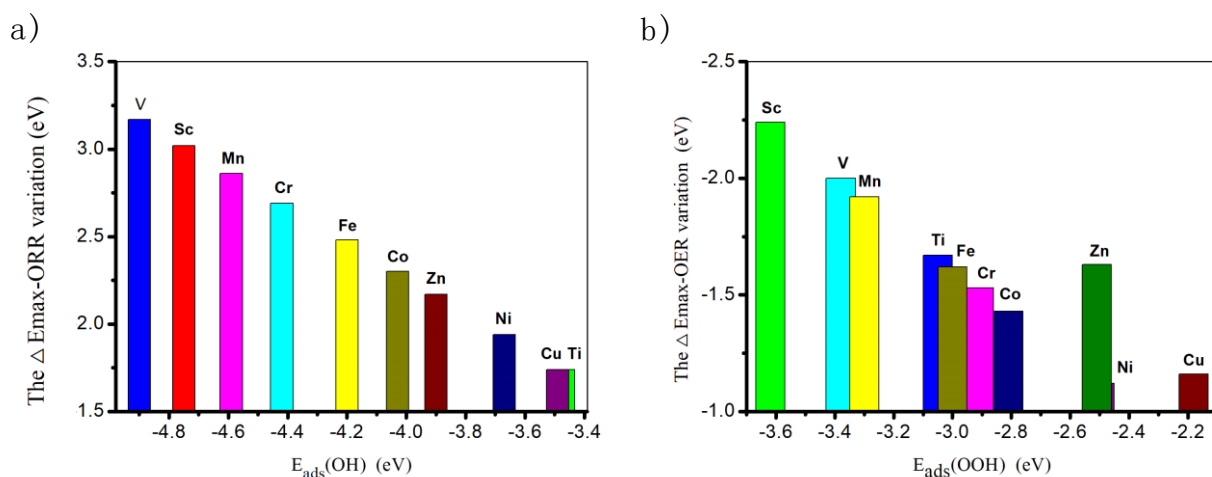 a)
The △ Emax-ORR variation (eV)
3.5
3.0
2.5
2.0
1.5
V
Sc
Mn
Cr
Fe
Co
Zn
Ni
Cu Ti
-4.8 -4.6 -4.4 -4.2 -4.0 -3.8 -3.6 -3.4
E_ads(OH) (eV)
b)
The △ Emax-OER variation (eV)
-2.5
-2.0
-1.5
-1.0
Sc
V
Mn
Ti
Fe
Cr
Co
Zn
Ni
Cu
-3.6 -3.4 -3.2 -3.0 -2.8 -2.6 -2.4 -2.2
E_ads(OOH) (eV)